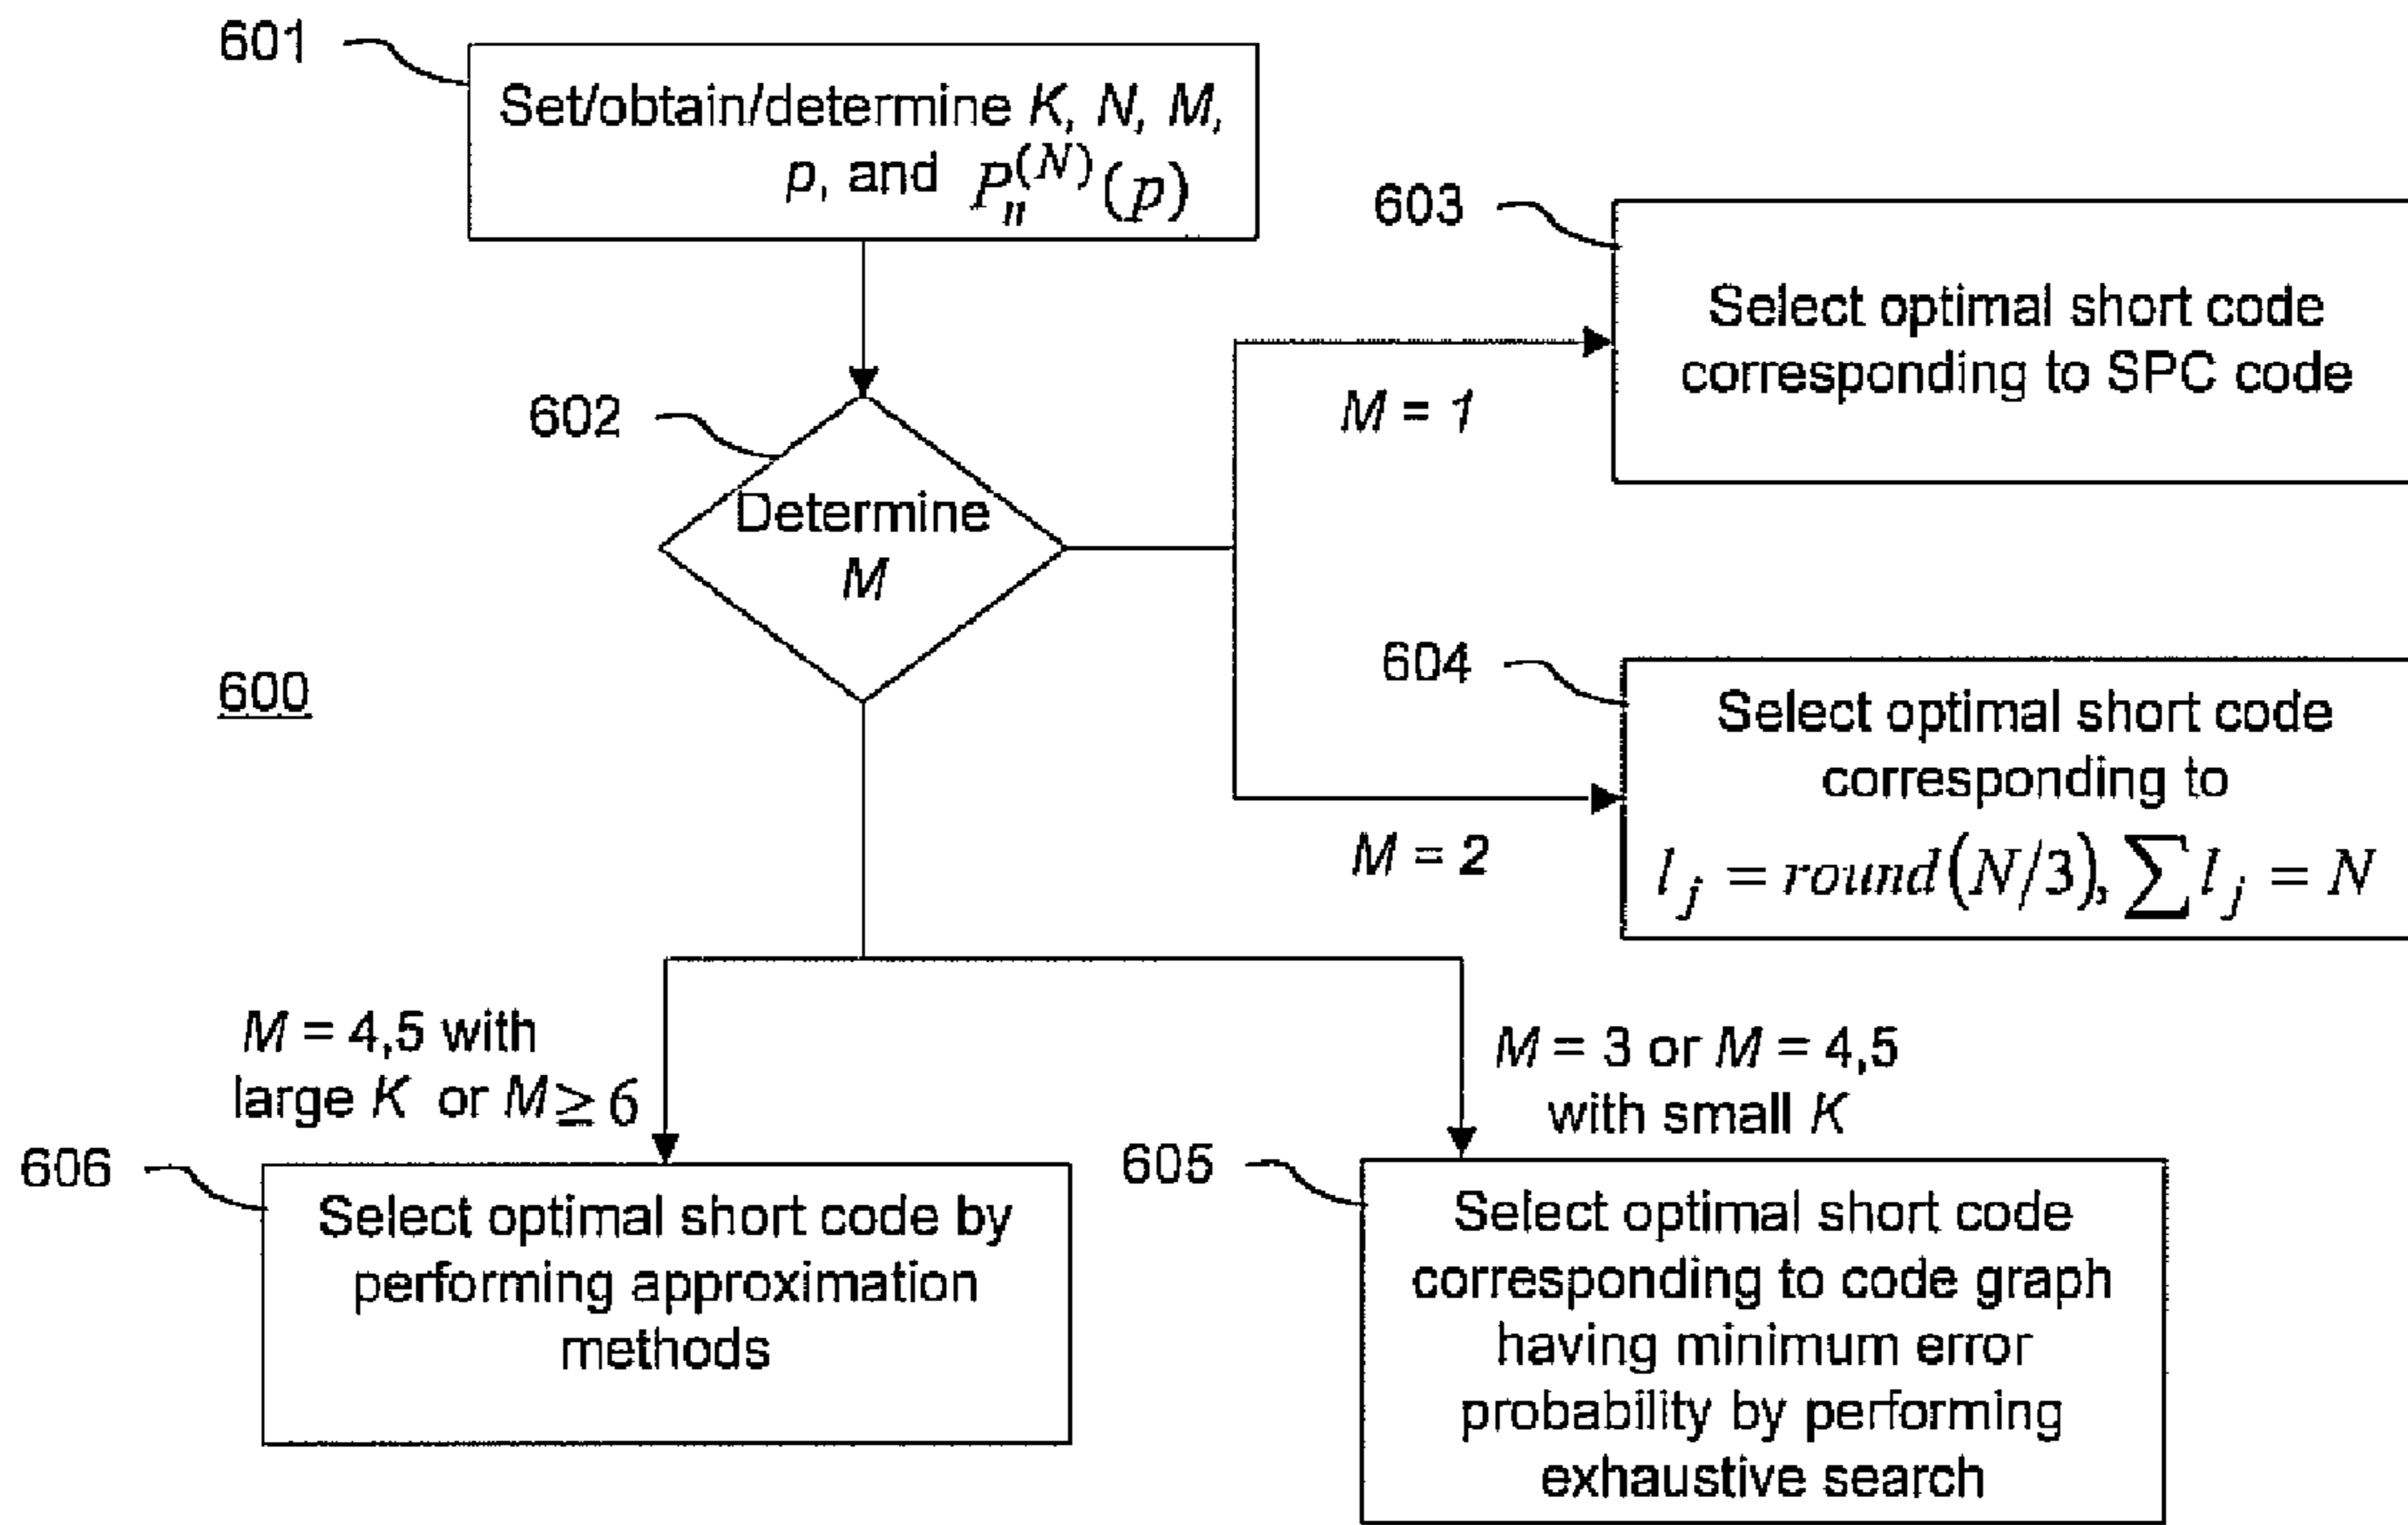 601
Set/obtain/determine K, N, M,
p, and P_n^{(N)}(p)
602
Determine
M
603
Select optimal short code
corresponding to SPC code
M = 1
604
Select optimal short code
corresponding to
l_j = round(N/3), ∑ l_j = N
M = 2
600
M = 4,5 with
large K or M ≥ 6
606
Select optimal short code by
performing approximation
methods
M = 3 or M = 4,5
with small K
605
Select optimal short code
corresponding to code graph
having minimum error
probability by performing
exhaustive search